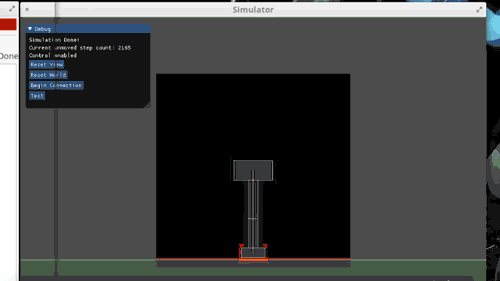 Simulator
Debug
Simulation Done!
Current unmoved step count: 2165
Control enabled
Reset View
Reset World
Begin Connection
Test
Done